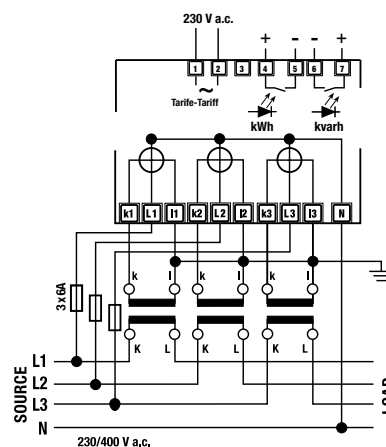 230 V a.c.
+ - - +
1 2 3 4 5 6 7
~
Tarife-Tariff
kWh kvarh
k1 L1 l1 k2 L2 l2 k3 L3 l3 N
k l k l k l
3 x 6A
K L K L K L
SOURCE
L1
L2
L3
N
LOAD
230/400 V a,c,